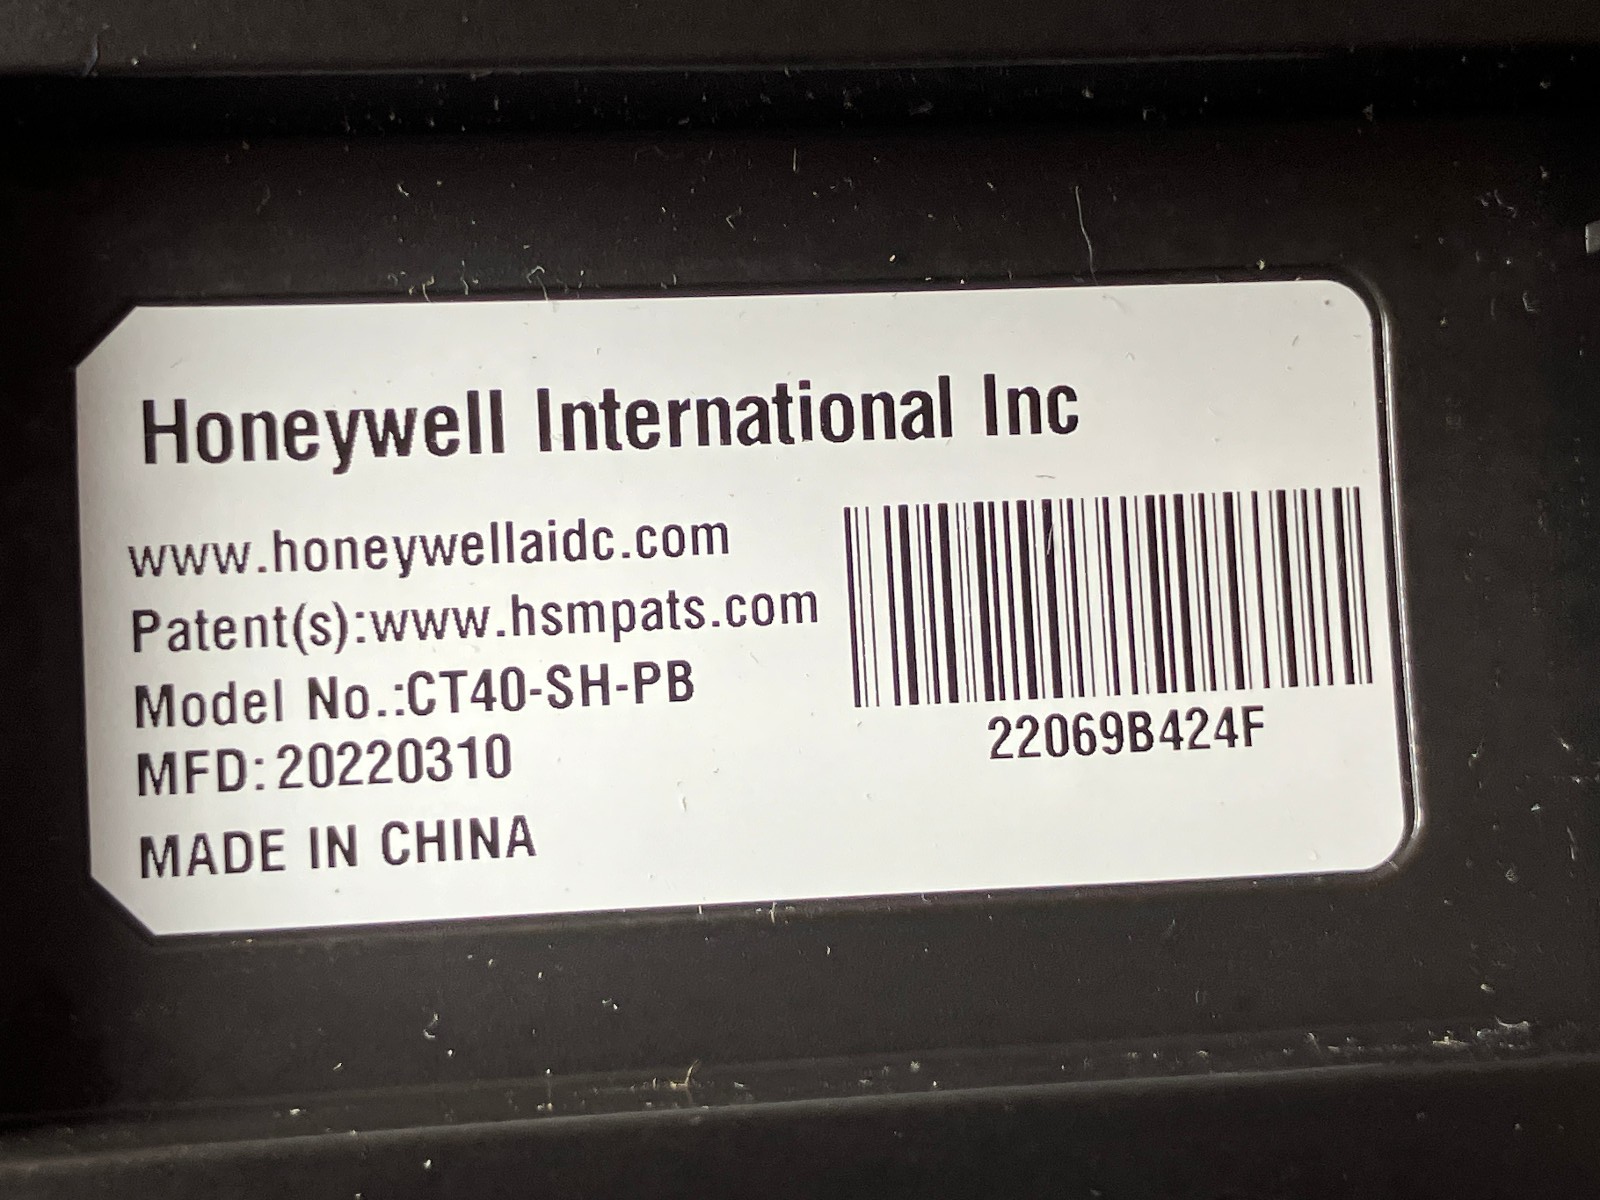 Honeywell International Inc
www.honeywellaidc.com
Patent(s):www.hsmpats.com
Model No.:CT40-SH-PB
MFD:20220310
MADE IN CHINA
22069B424F